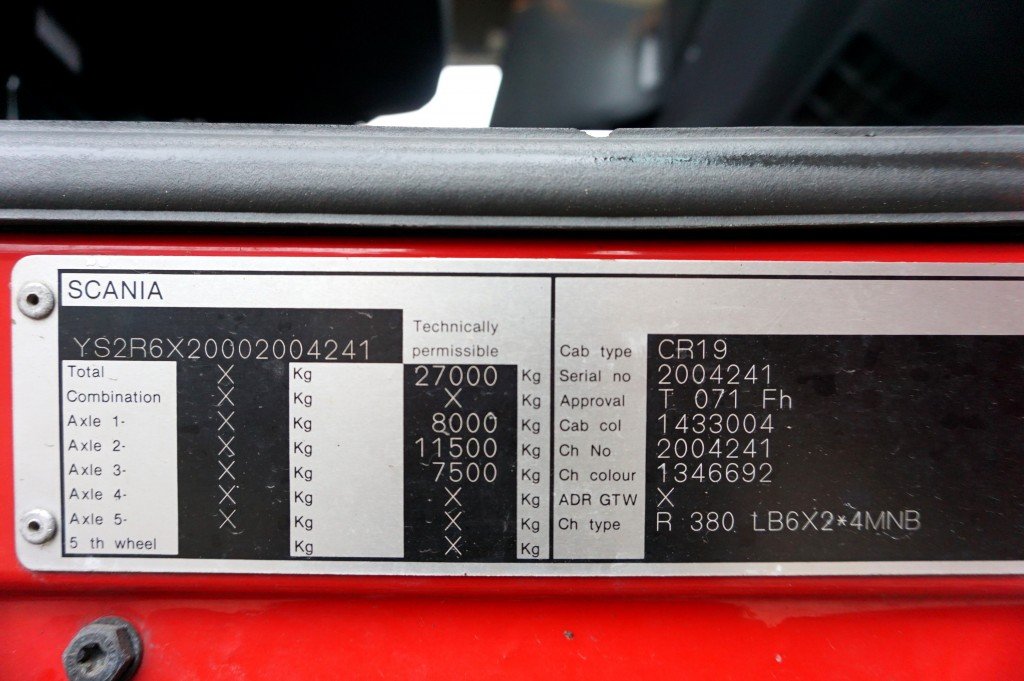 SCANIA
Technically
permissible
YS2R6X20002004241
Total X Kg 27000 Kg
Combination X Kg X Kg
Axle 1- X Kg 8000 Kg
Axle 2- X Kg 11500 Kg
Axle 3- X Kg 7500 Kg
Axle 4- X Kg X Kg
Axle 5- X Kg X Kg
5 th wheel Kg X Kg
Cab type CR19
Serial no 2004241
Approval T 071 Fh
Cab col 1433004
Ch No 2004241
Ch colour 1346692
ADR GTW X
Ch type R 380 LB6X2*4MNB